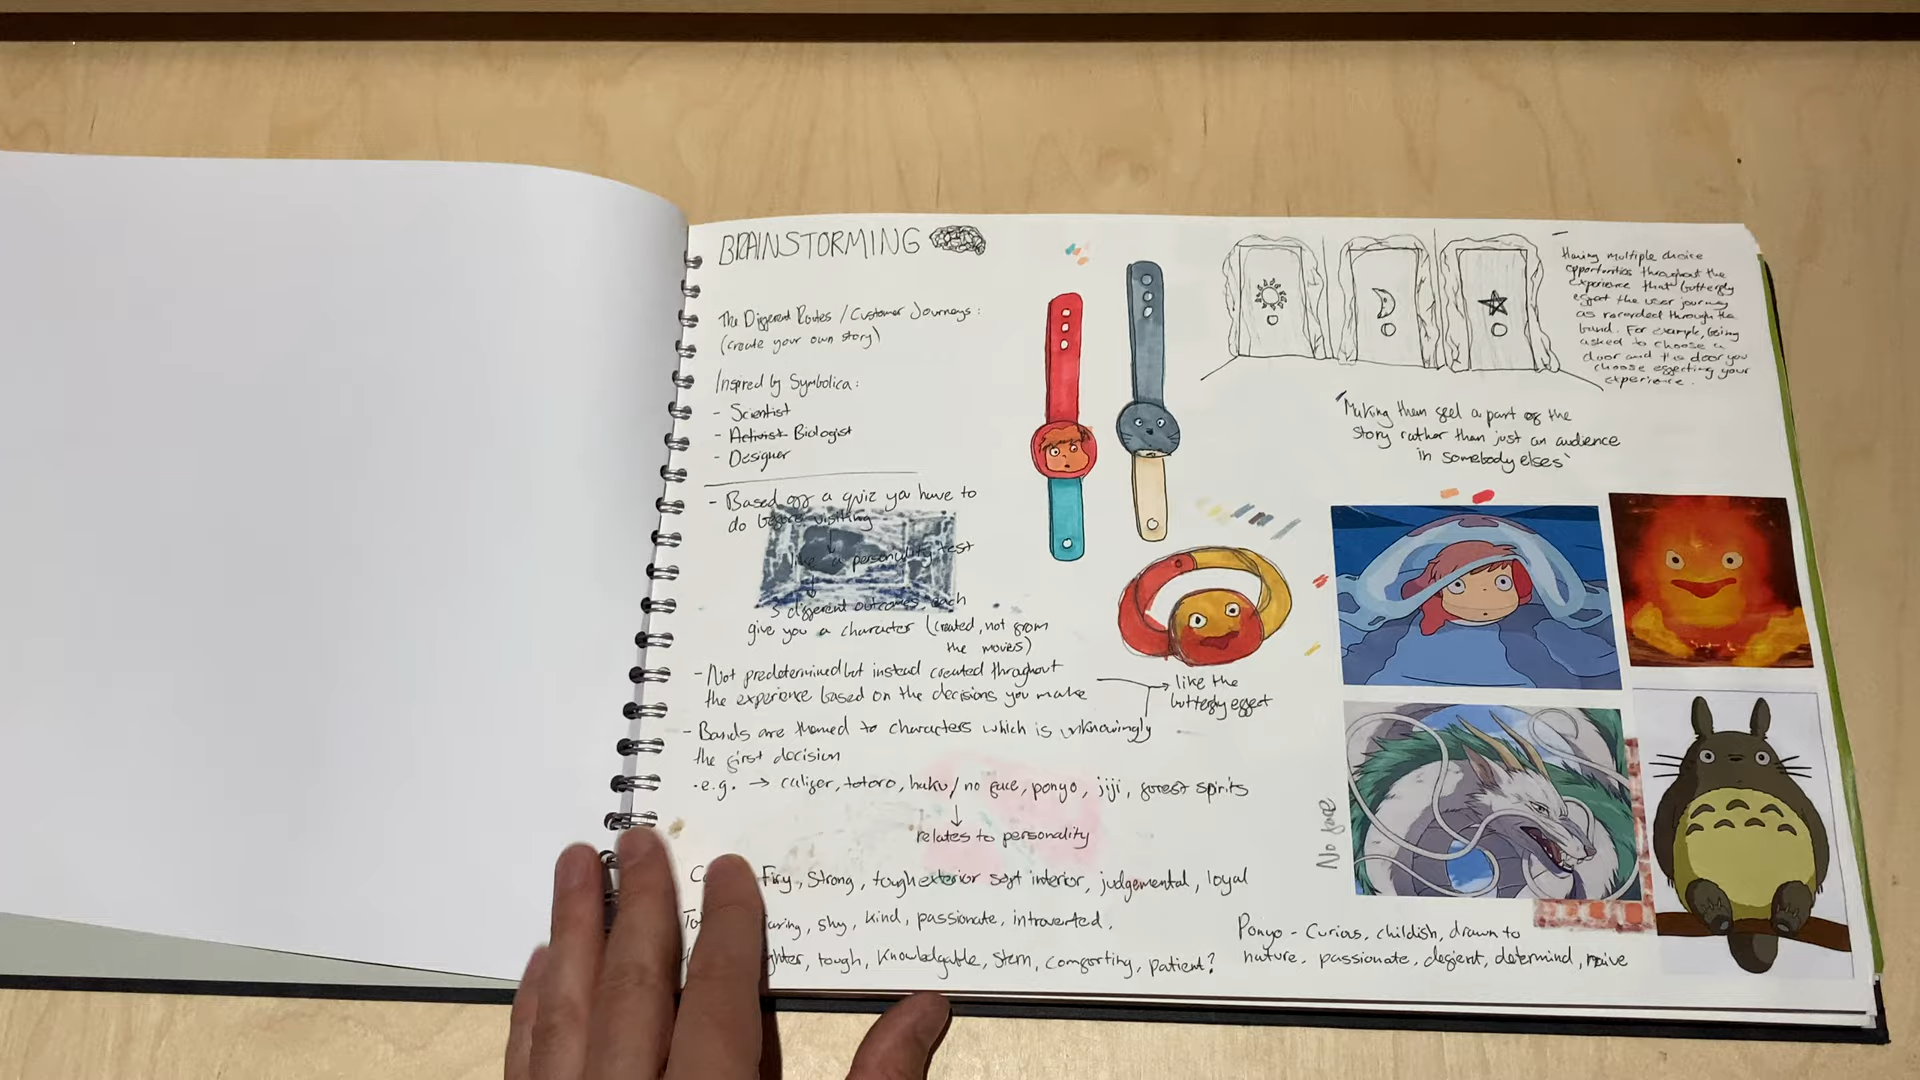 BRAINSTORMING
The Different Routes / Customer Journeys:
(create your own story)
Inspired by Symbolica:
- Scientist
- Activist Biologist
- Designer
- Based off a quiz you have to
do before visiting
like a personality test
3 different outcomes, each
give you a character (created, not from
the movies)
- Not predetermined but instead created throughout
the experience based on the decisions you make
like the
butterfly effect
- Bands are themed to characters which is unknowingly
the first decision
- e.g. → califer, totoro, haku / no face, ponyo, jiji, forest spirits
relates to personality
Firy, Strong, tough exterior soft interior, judgemental, loyal
shy, kind, passionate, introverted,
tough, Knowledgable, Stern, comforting, patient?
Having multiple choice
opportunities throughout the
experience that butterfly
effect the user journey
as recorded through the
band. For example, being
asked to choose a
door and the door you
choose effecting your
experience.
'Making them feel a part of the
story rather than just an audience
in somebody elses'
No face
Ponyo - Curious, childish, drawn to
nature, passionate, defient, determind, naive